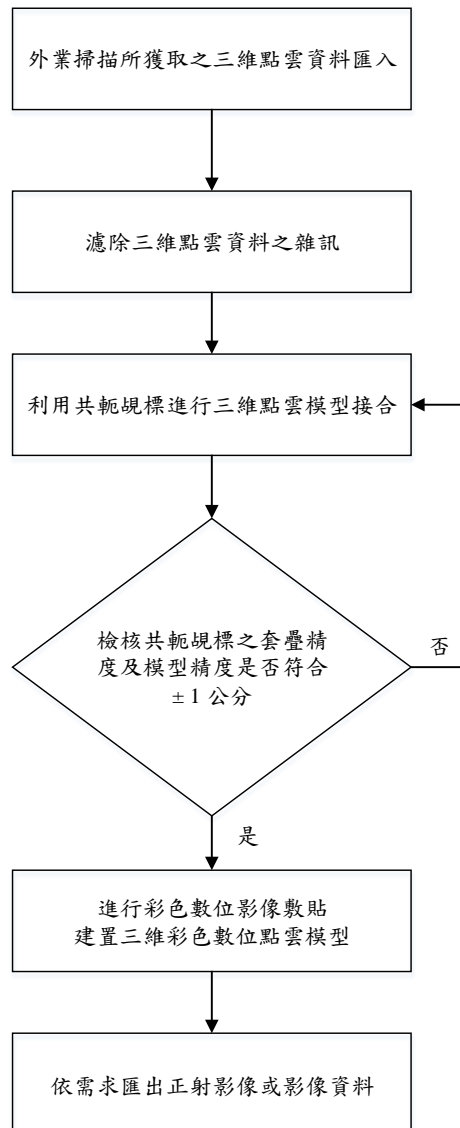 外業掃描所獲取之三維點雲資料匯入
濾除三維點雲資料之雜訊
利用共軛覘標進行三維點雲模型接合
檢核共軛覘標之套疊精
度及模型精度是否符合
± 1 公分
否
是
進行彩色數位影像敷貼
建置三維彩色數位點雲模型
依需求匯出正射影像或影像資料